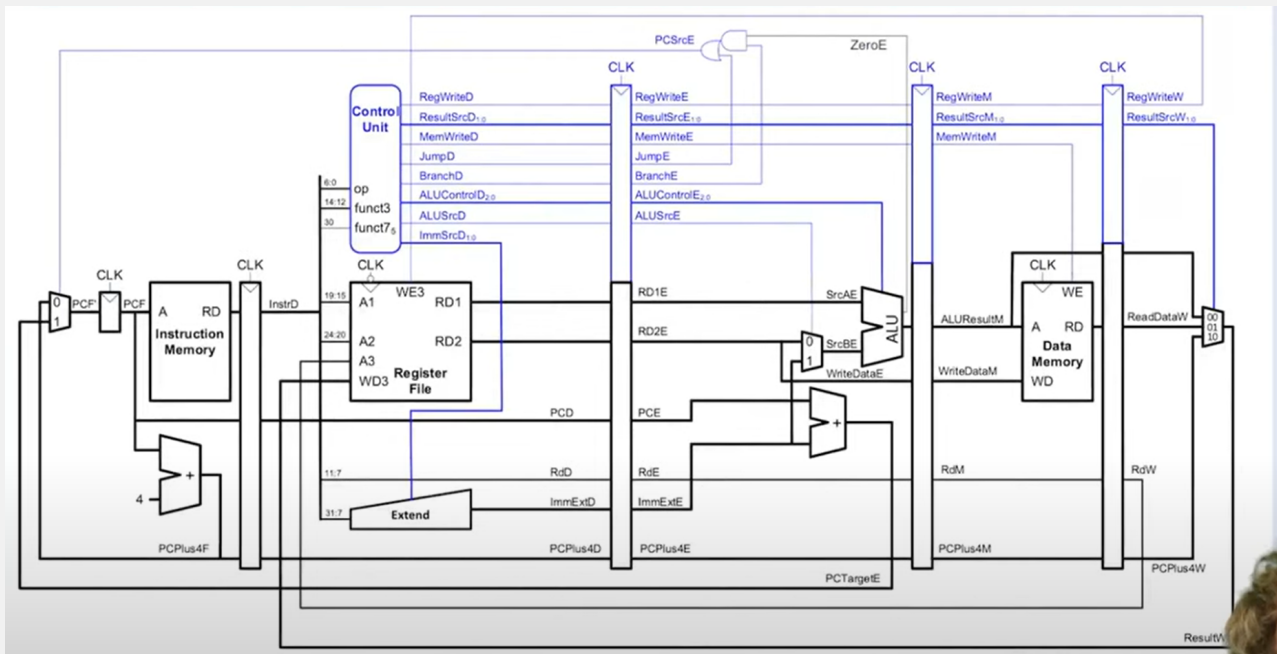 PCSrcE
ZeroE
CLK
CLK
CLK
Control
Unit
RegWriteD
RegWriteE
RegWriteM
RegWriteW
ResultSrcD1:0
ResultSrcE1:0
ResultSrcM1:0
ResultSrcW1:0
MemWriteD
MemWriteE
MemWriteM
JumpD
JumpE
BranchD
BranchE
6:0
op
ALUControlD2:0
ALUControlE2:0
14:12
funct3
ALUSrcD
ALUSrcE
30
funct75
ImmSrcD1:0
CLK
CLK
CLK
CLK
0
1
PCF'
PCF
A
RD
Instruction
Memory
InstrD
19:15
A1
WE3
RD1
RD1E
SrcAE
24:20
A2
RD2
RD2E
A3
WD3
Register
File
0
1
SrcBE
ALU
WriteDataE
ALUResultM
WriteDataM
WE
A
RD
Data
Memory
WD
ReadDataW
00
01
10
PCD
PCE
+
+
4
11:7
RdD
RdE
RdM
RdW
31:7
Extend
ImmExtD
ImmExtE
PCPlus4F
PCPlus4D
PCPlus4E
PCPlus4M
PCPlus4W
PCTargetE
ResultW